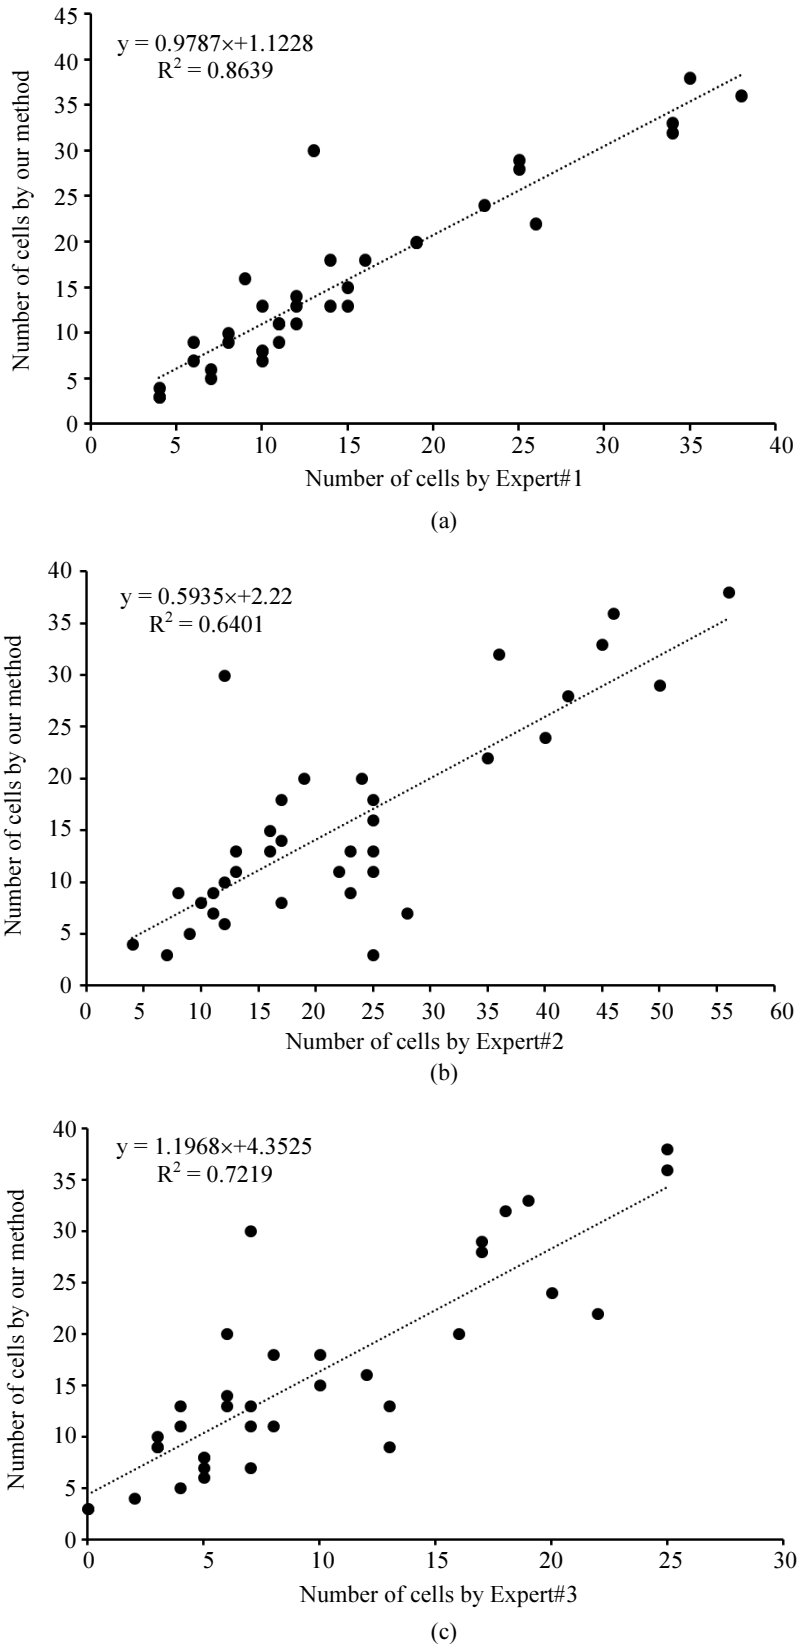 45
40
35
30
25
20
15
10
5
0
Number of cells by our method
y = 0.9787×+1.1228
R² = 0.8639
0 5 10 15 20 25 30 35 40
Number of cells by Expert#1
(a)
40
35
30
25
20
15
10
5
0
Number of cells by our method
y = 0.5935×+2.22
R² = 0.6401
0 5 10 15 20 25 30 35 40 45 50 55 60
Number of cells by Expert#2
(b)
40
35
30
25
20
15
10
5
0
Number of cells by our method
y = 1.1968×+4.3525
R² = 0.7219
0 5 10 15 20 25 30
Number of cells by Expert#3
(c)